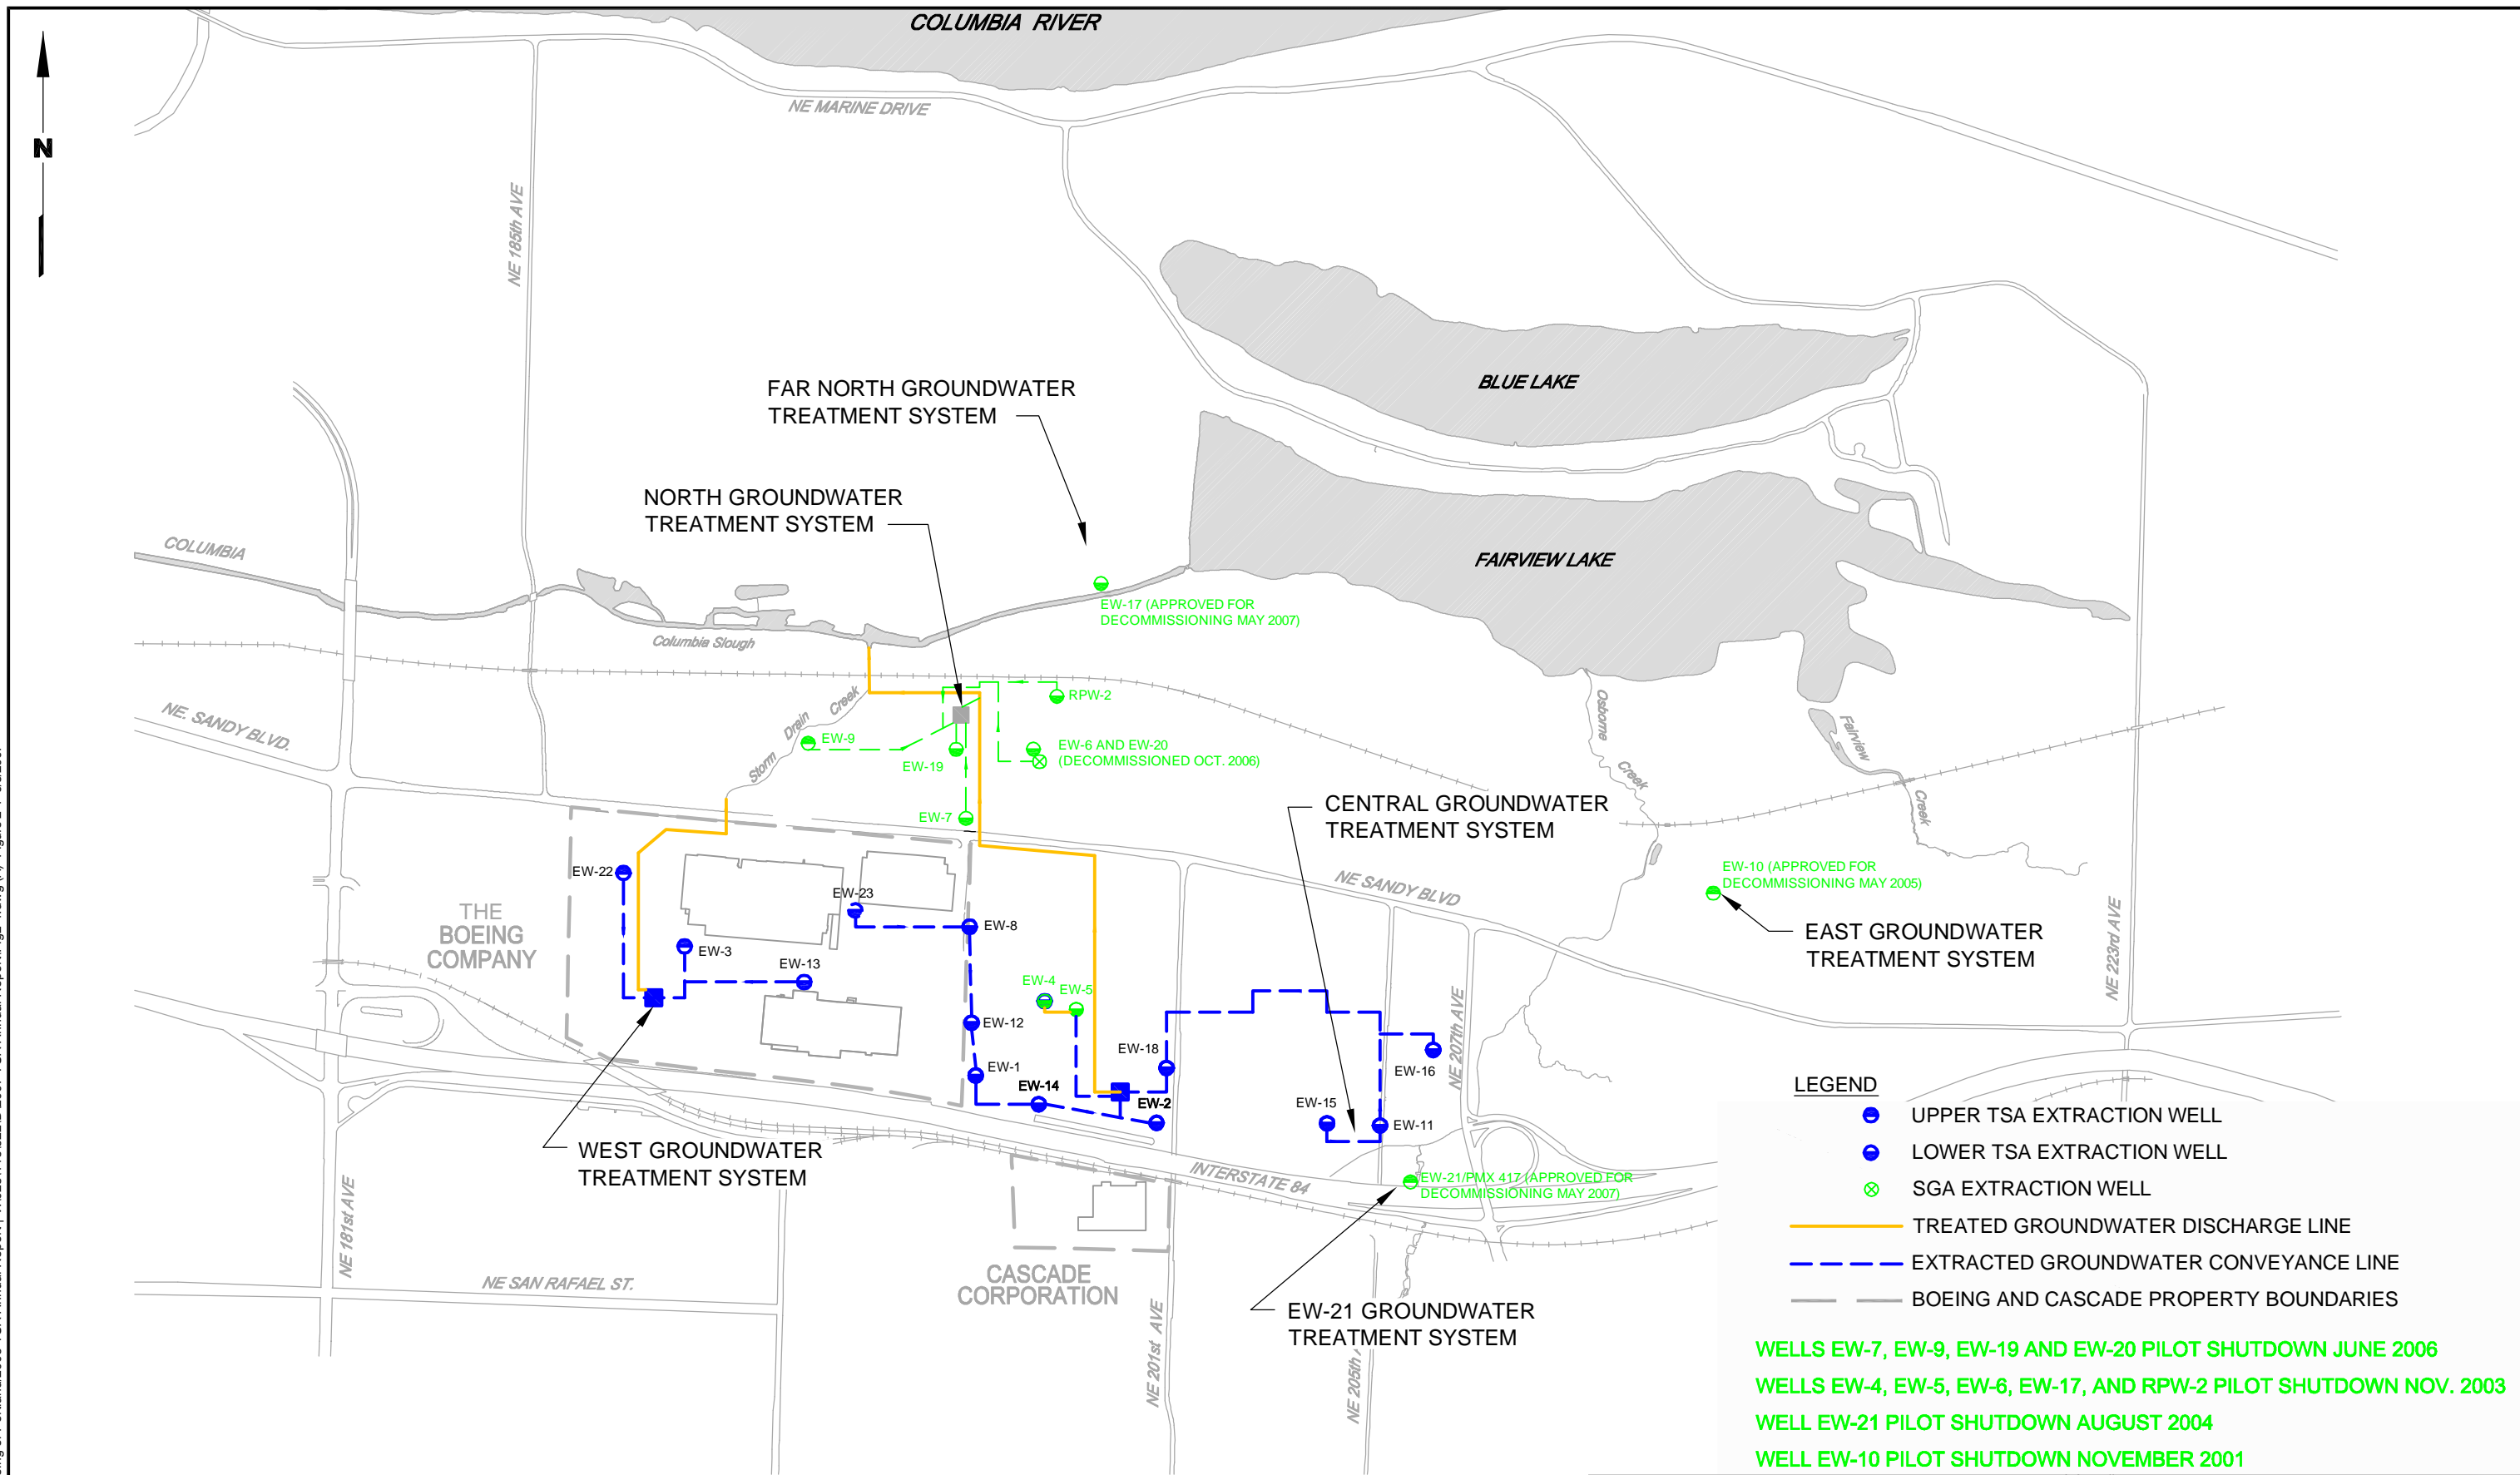 COLUMBIA RIVER
NE MARINE DRIVE
N
NE 185th AVE
BLUE LAKE
FAR NORTH GROUNDWATER
TREATMENT SYSTEM
NORTH GROUNDWATER
TREATMENT SYSTEM
COLUMBIA
FAIRVIEW LAKE
EW-17 (APPROVED FOR
DECOMMISSIONING MAY 2007)
Columbia Slough
Storm Drain Creek
RPW-2
NE. SANDY BLVD.
EW-9
EW-19
EW-6 AND EW-20
(DECOMMISSIONED OCT. 2006)
EW-7
Osborne
Creek
Fairview
Creek
CENTRAL GROUNDWATER
TREATMENT SYSTEM
EW-22
EW-23
NE SANDY BLVD
EW-10 (APPROVED FOR
DECOMMISSIONING MAY 2005)
THE
BOEING
COMPANY
EW-8
EW-3
EW-13
EAST GROUNDWATER
TREATMENT SYSTEM
NE 223rd AVE
EW-4
EW-5
EW-12
EW-18
EW-1
EW-14
EW-2
EW-16
NE 207th AVE
EW-15
EW-11
WEST GROUNDWATER
TREATMENT SYSTEM
INTERSTATE 84
EW-21/PMX 417 (APPROVED FOR
DECOMMISSIONING MAY 2007)
NE 181st AVE
NE SAN RAFAEL ST.
CASCADE
CORPORATION
NE 201st AVE
EW-21 GROUNDWATER
TREATMENT SYSTEM
NE 205th
LEGEND
UPPER TSA EXTRACTION WELL
LOWER TSA EXTRACTION WELL
SGA EXTRACTION WELL
TREATED GROUNDWATER DISCHARGE LINE
EXTRACTED GROUNDWATER CONVEYANCE LINE
BOEING AND CASCADE PROPERTY BOUNDARIES
WELLS EW-7, EW-9, EW-19 AND EW-20 PILOT SHUTDOWN JUNE 2006
WELLS EW-4, EW-5, EW-6, EW-17, AND RPW-2 PILOT SHUTDOWN NOV. 2003
WELL EW-21 PILOT SHUTDOWN AUGUST 2004
WELL EW-10 PILOT SHUTDOWN NOVEMBER 2001